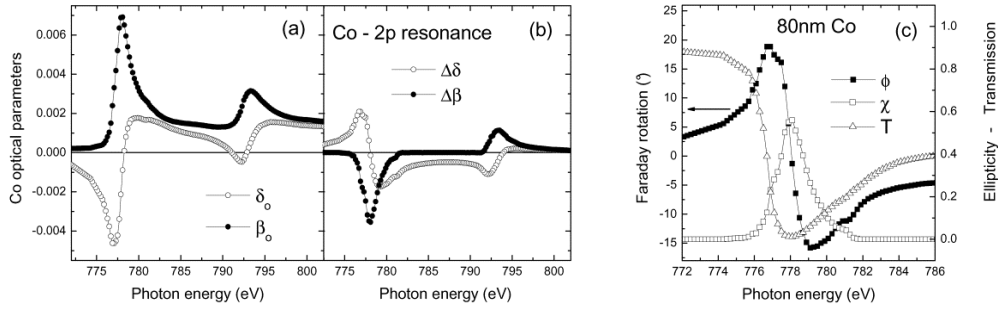 (a)
Co optical parameters
0.006
0.004
0.002
0.000
-0.002
-0.004
δo
βo
775 780 785 790 795 800
Photon energy (eV)
Co - 2p resonance (b)
Δδ
Δβ
775 780 785 790 795 800
Photon energy (eV)
80nm Co (c)
Faraday rotation (°)
25
20
15
10
5
0
-5
-10
-15
ϕ
χ
T
1.0
0.8
0.6
0.4
0.2
0.0
Ellipticity - Transmission
772 774 776 778 780 782 784 786
Photon energy (eV)